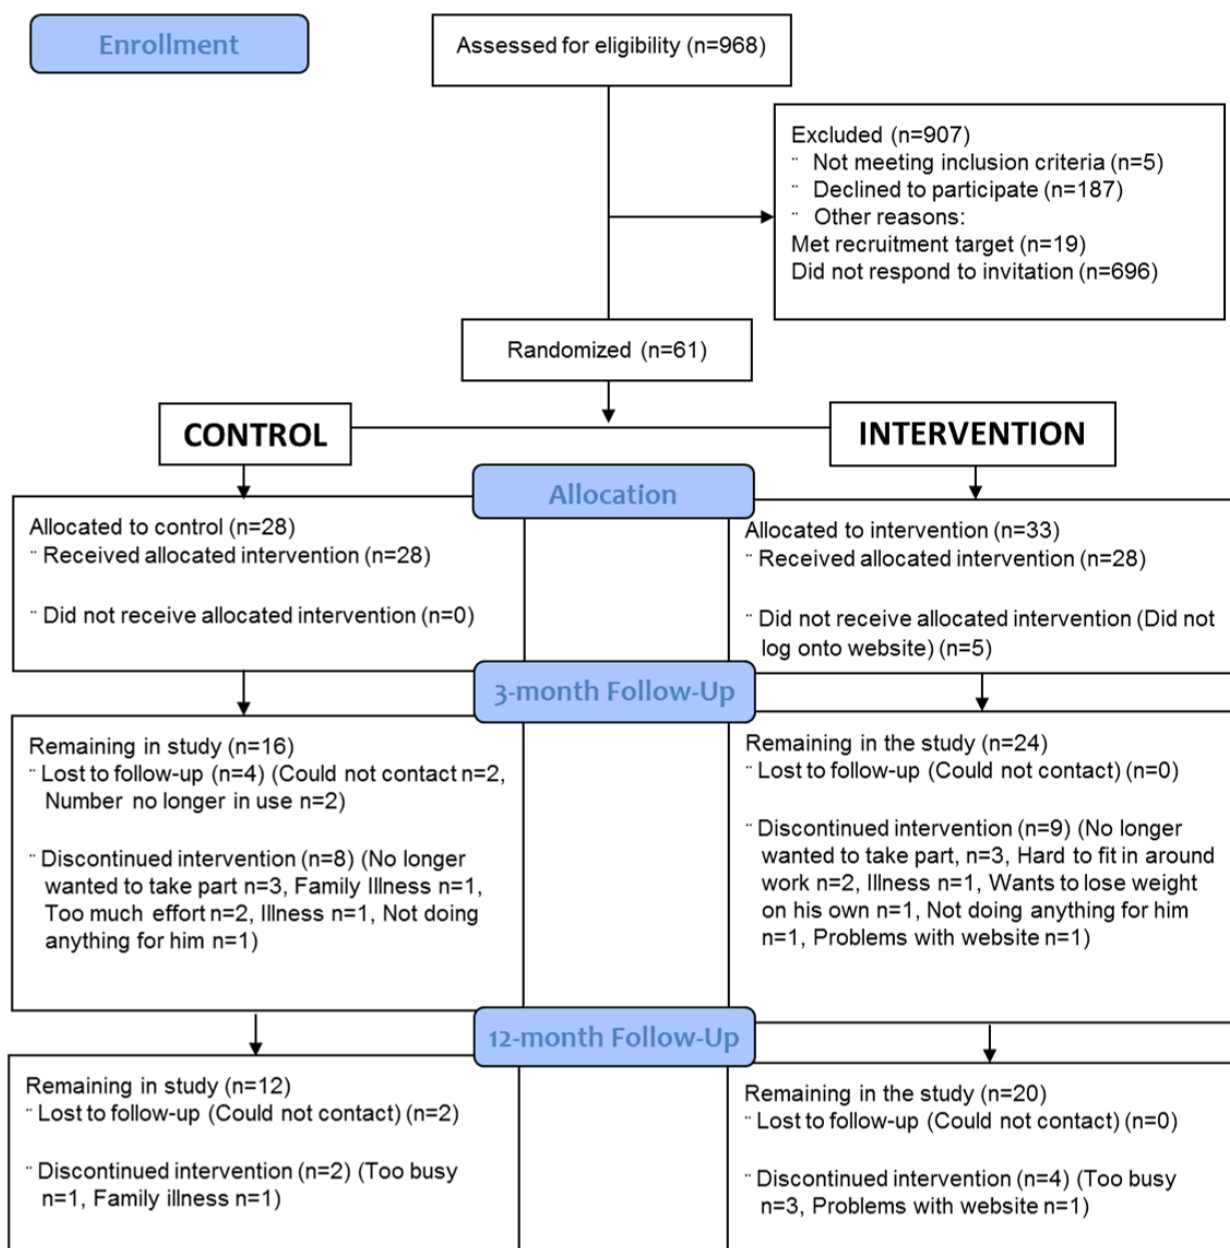 Enrollment
Assessed for eligibility (n=968)
Excluded (n=907)
¨ Not meeting inclusion criteria (n=5)
¨ Declined to participate (n=187)
¨ Other reasons:
Met recruitment target (n=19)
Did not respond to invitation (n=696)
Randomized (n=61)
CONTROL
INTERVENTION
Allocation
Allocated to control (n=28)
¨ Received allocated intervention (n=28)
¨ Did not receive allocated intervention (n=0)
Allocated to intervention (n=33)
¨ Received allocated intervention (n=28)
¨ Did not receive allocated intervention (Did not
log onto website) (n=5)
3-month Follow-Up
Remaining in study (n=16)
¨ Lost to follow-up (n=4) (Could not contact n=2,
Number no longer in use n=2)
¨ Discontinued intervention (n=8) (No longer
wanted to take part n=3, Family Illness n=1,
Too much effort n=2, Illness n=1, Not doing
anything for him n=1)
Remaining in the study (n=24)
¨ Lost to follow-up (Could not contact) (n=0)
¨ Discontinued intervention (n=9) (No longer
wanted to take part, n=3, Hard to fit in around
work n=2, Illness n=1, Wants to lose weight
on his own n=1, Not doing anything for him
n=1, Problems with website n=1)
12-month Follow-Up
Remaining in study (n=12)
¨ Lost to follow-up (Could not contact) (n=2)
¨ Discontinued intervention (n=2) (Too busy
n=1, Family illness n=1)
Remaining in the study (n=20)
¨ Lost to follow-up (Could not contact) (n=0)
¨ Discontinued intervention (n=4) (Too busy
n=3, Problems with website n=1)